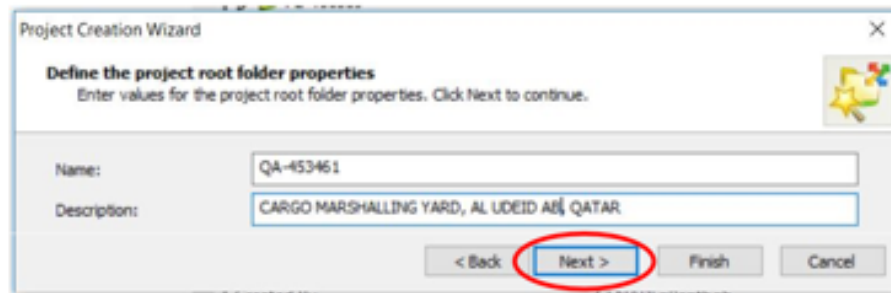 Project Creation Wizard
Define the project root folder properties
Enter values for the project root folder properties. Click Next to continue.
Name:
QA-453461
Description:
CARGO MARSHALLING YARD, AL UDEID AB, QATAR
< Back
Next >
Finish
Cancel